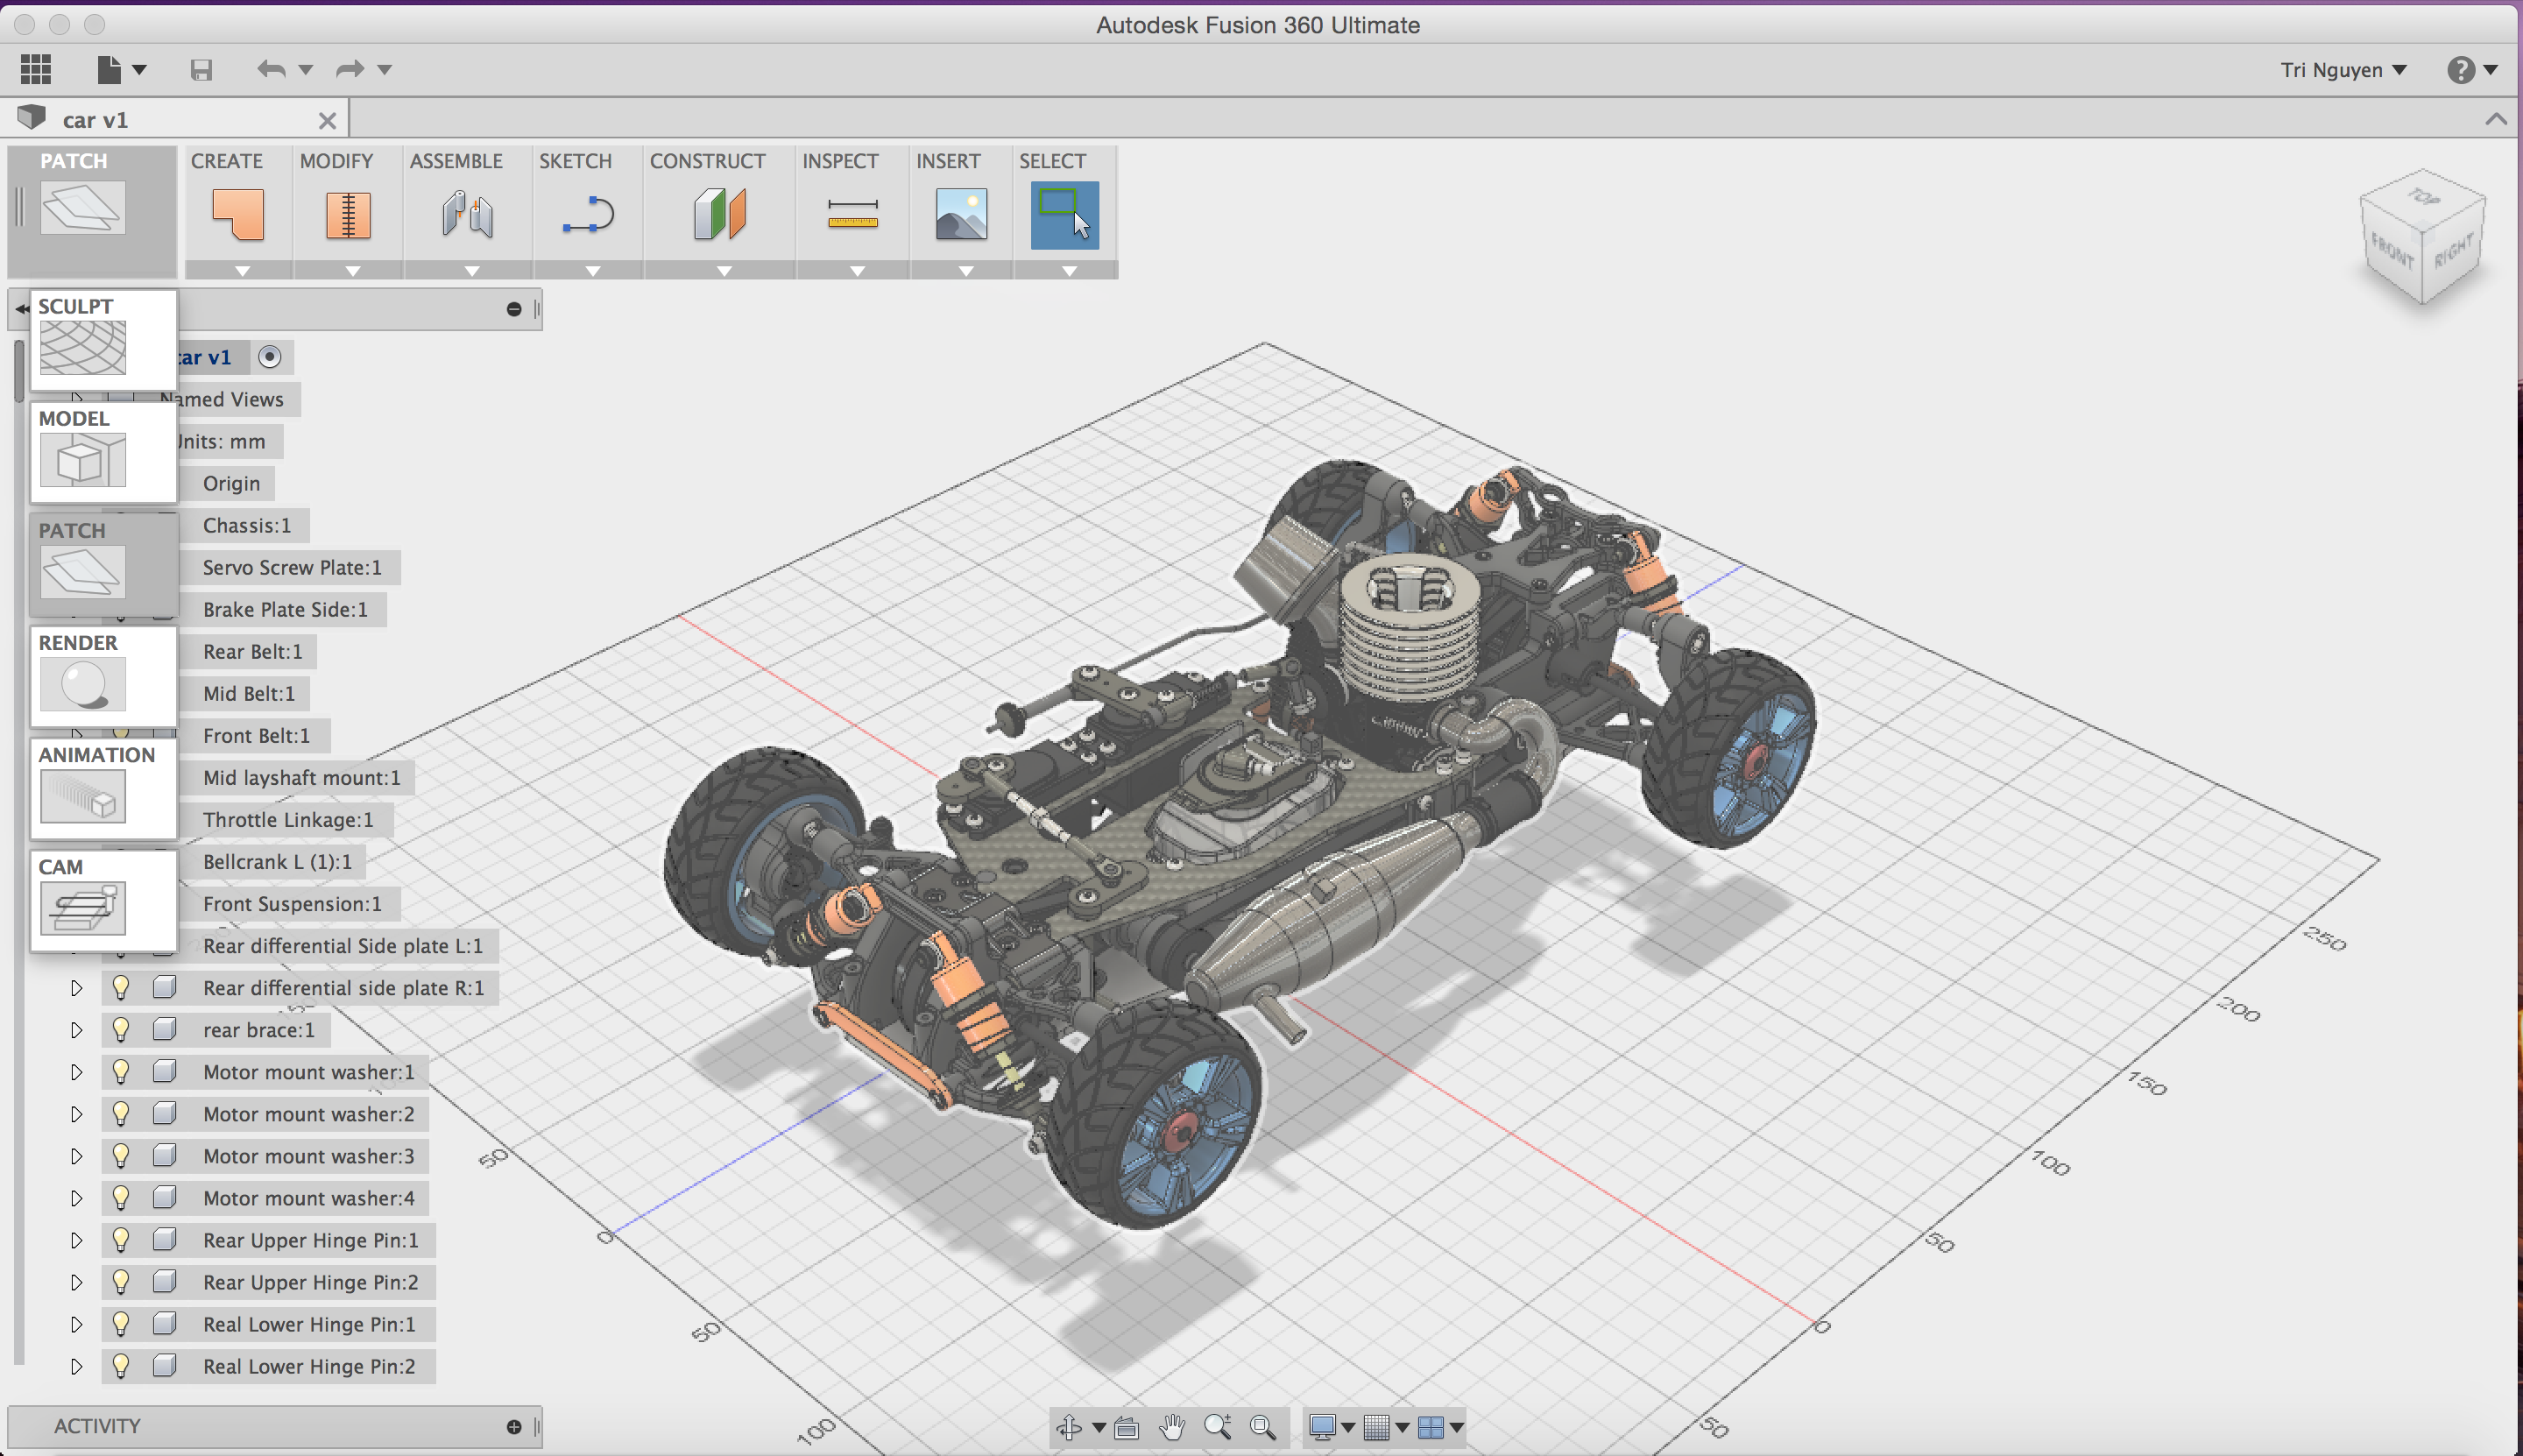 Autodesk Fusion 360 Ultimate
Tri Nguyen
?
car v1
PATCH
CREATE
MODIFY
ASSEMBLE
SKETCH
CONSTRUCT
INSPECT
INSERT
SELECT
TOP
FRONT
RIGHT
SCULPT
MODEL
PATCH
RENDER
ANIMATION
CAM
car v1
Named Views
Units: mm
Origin
Chassis:1
Servo Screw Plate:1
Brake Plate Side:1
Rear Belt:1
Mid Belt:1
Front Belt:1
Mid layshaft mount:1
Throttle Linkage:1
Bellcrank L (1):1
Front Suspension:1
Rear differential Side plate L:1
Rear differential side plate R:1
rear brace:1
Motor mount washer:1
Motor mount washer:2
Motor mount washer:3
Motor mount washer:4
Rear Upper Hinge Pin:1
Rear Upper Hinge Pin:2
Real Lower Hinge Pin:1
Real Lower Hinge Pin:2
ACTIVITY
50
0
50
100
250
200
150
100
50
0
50